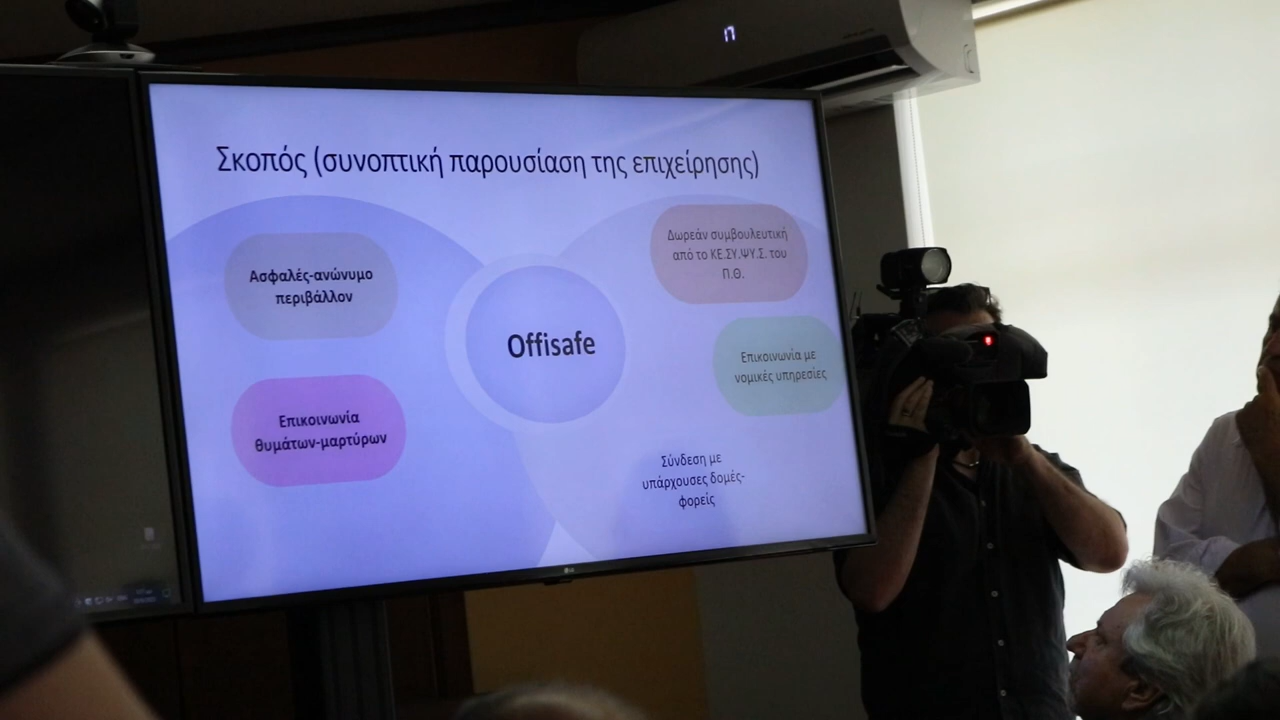 Σκοπός (συνοπτική παρουσίαση της επιχείρησης)
Ασφαλές-ανώνυμο
περιβάλλον
Επικοινωνία
θυμάτων-μαρτύρων
Offisafe
Δωρεάν συμβουλευτική
από το ΚΕ.ΣΥ.ΨΥ.Σ. του
Π.Θ.
Επικοινωνία με
νομικές υπηρεσίες
Σύνδεση με
υπάρχουσες δομές-
φορείς
LG